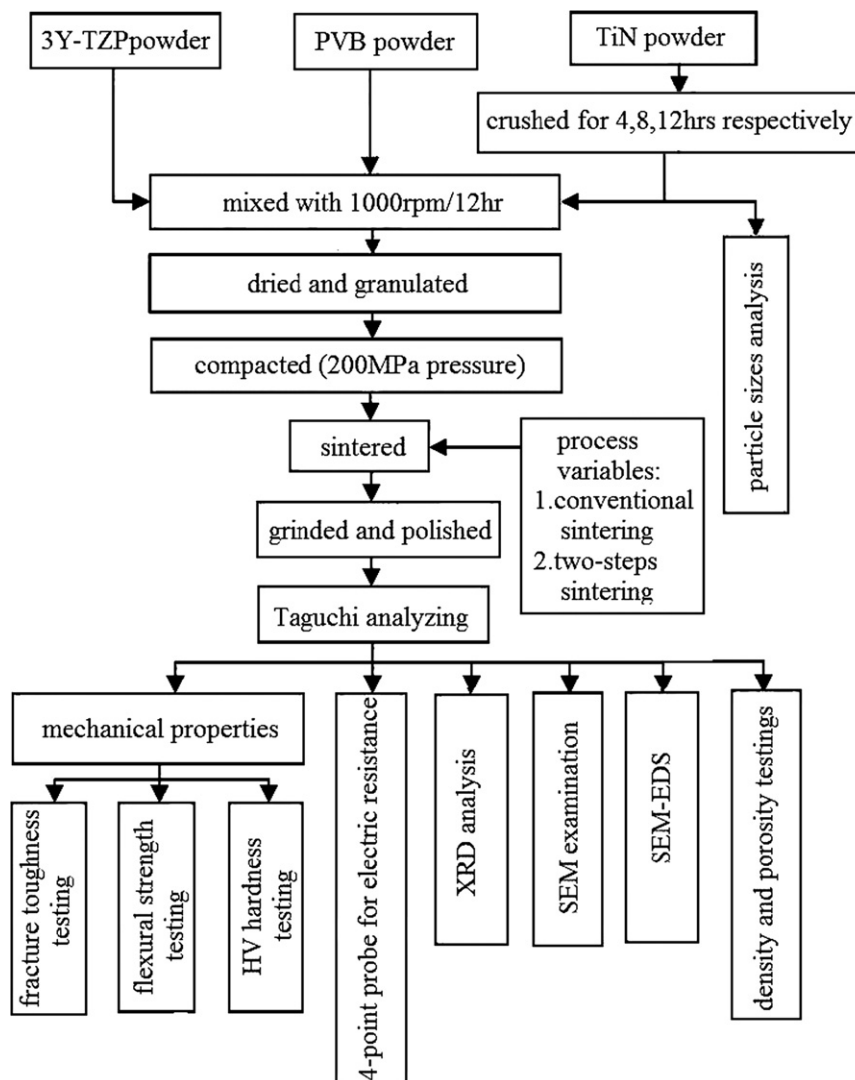 3Y-TZPpowder
PVB powder
TiN powder
crushed for 4,8,12hrs respectively
mixed with 1000rpm/12hr
particle sizes analysis
dried and granulated
compacted (200MPa pressure)
sintered
process
variables:
1.conventional
sintering
2.two-steps
sintering
grinded and polished
Taguchi analyzing
mechanical properties
fracture toughness
testing
flexural strength
testing
HV hardness
testing
4-point probe for electric resistance
XRD analysis
SEM examination
SEM-EDS
density and porosity testings